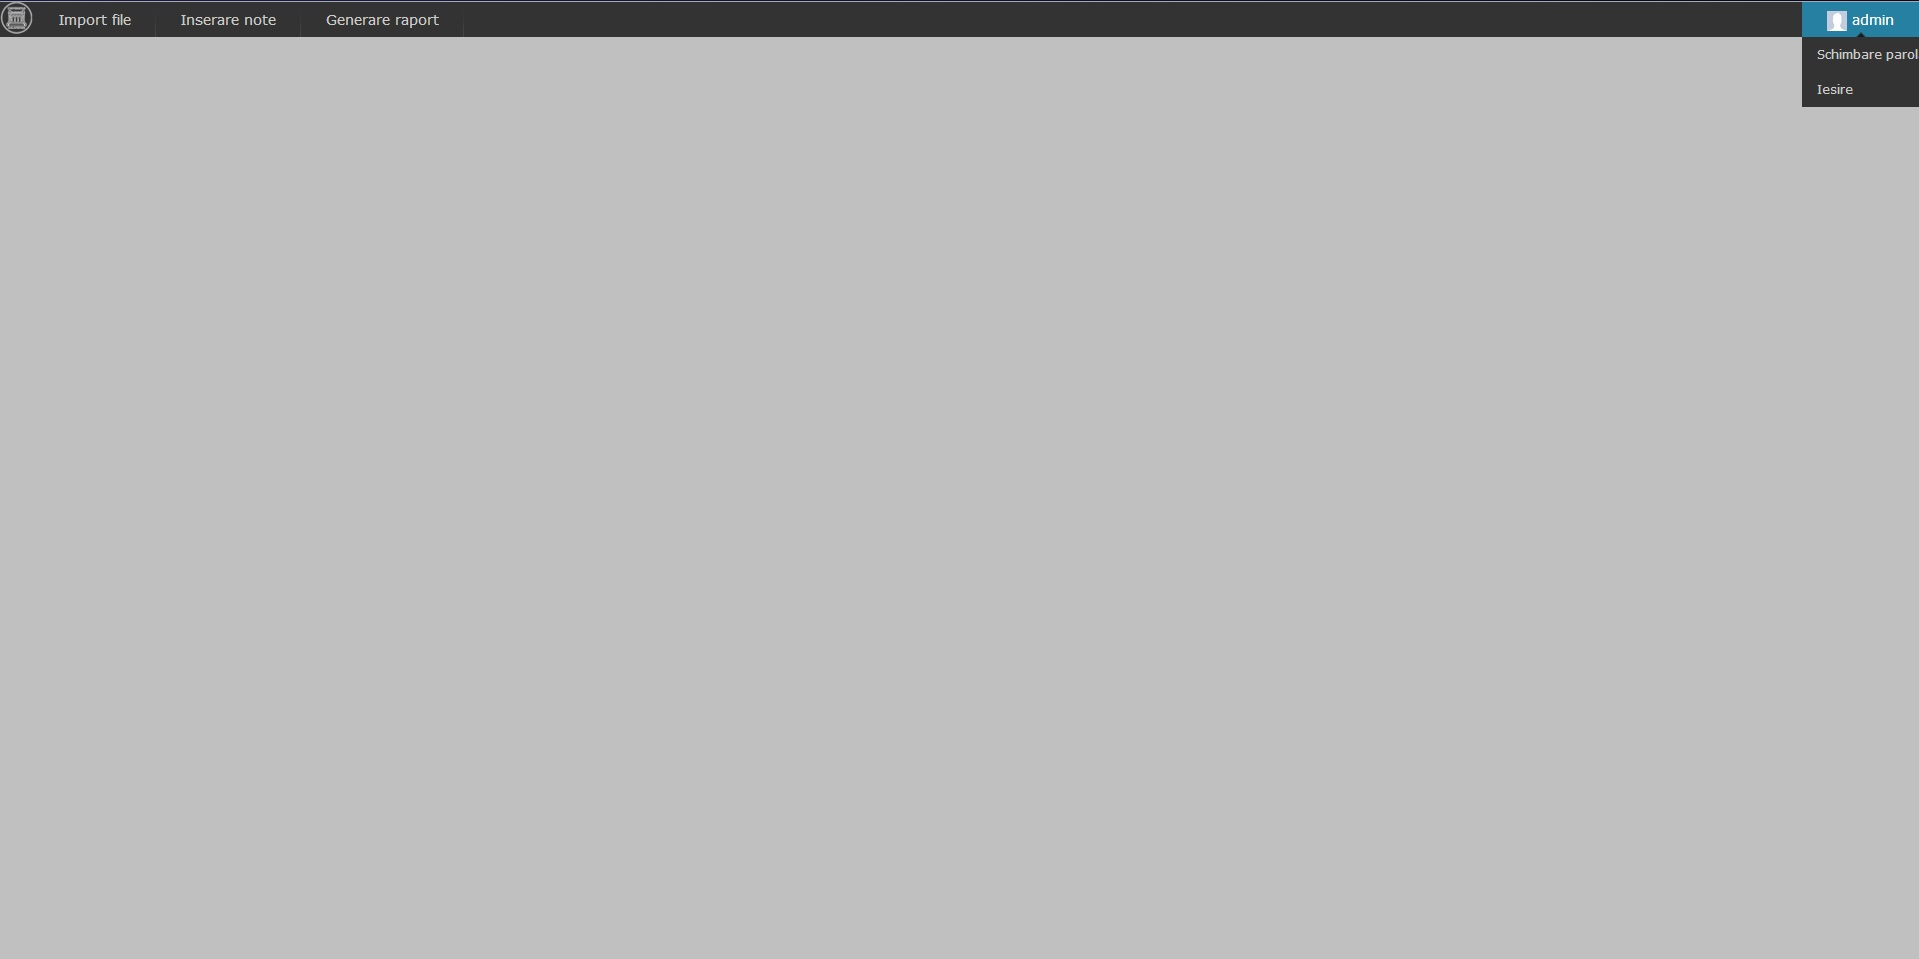 Import file
Inserare note
Generare raport
admin
Schimbare parol
Iesire